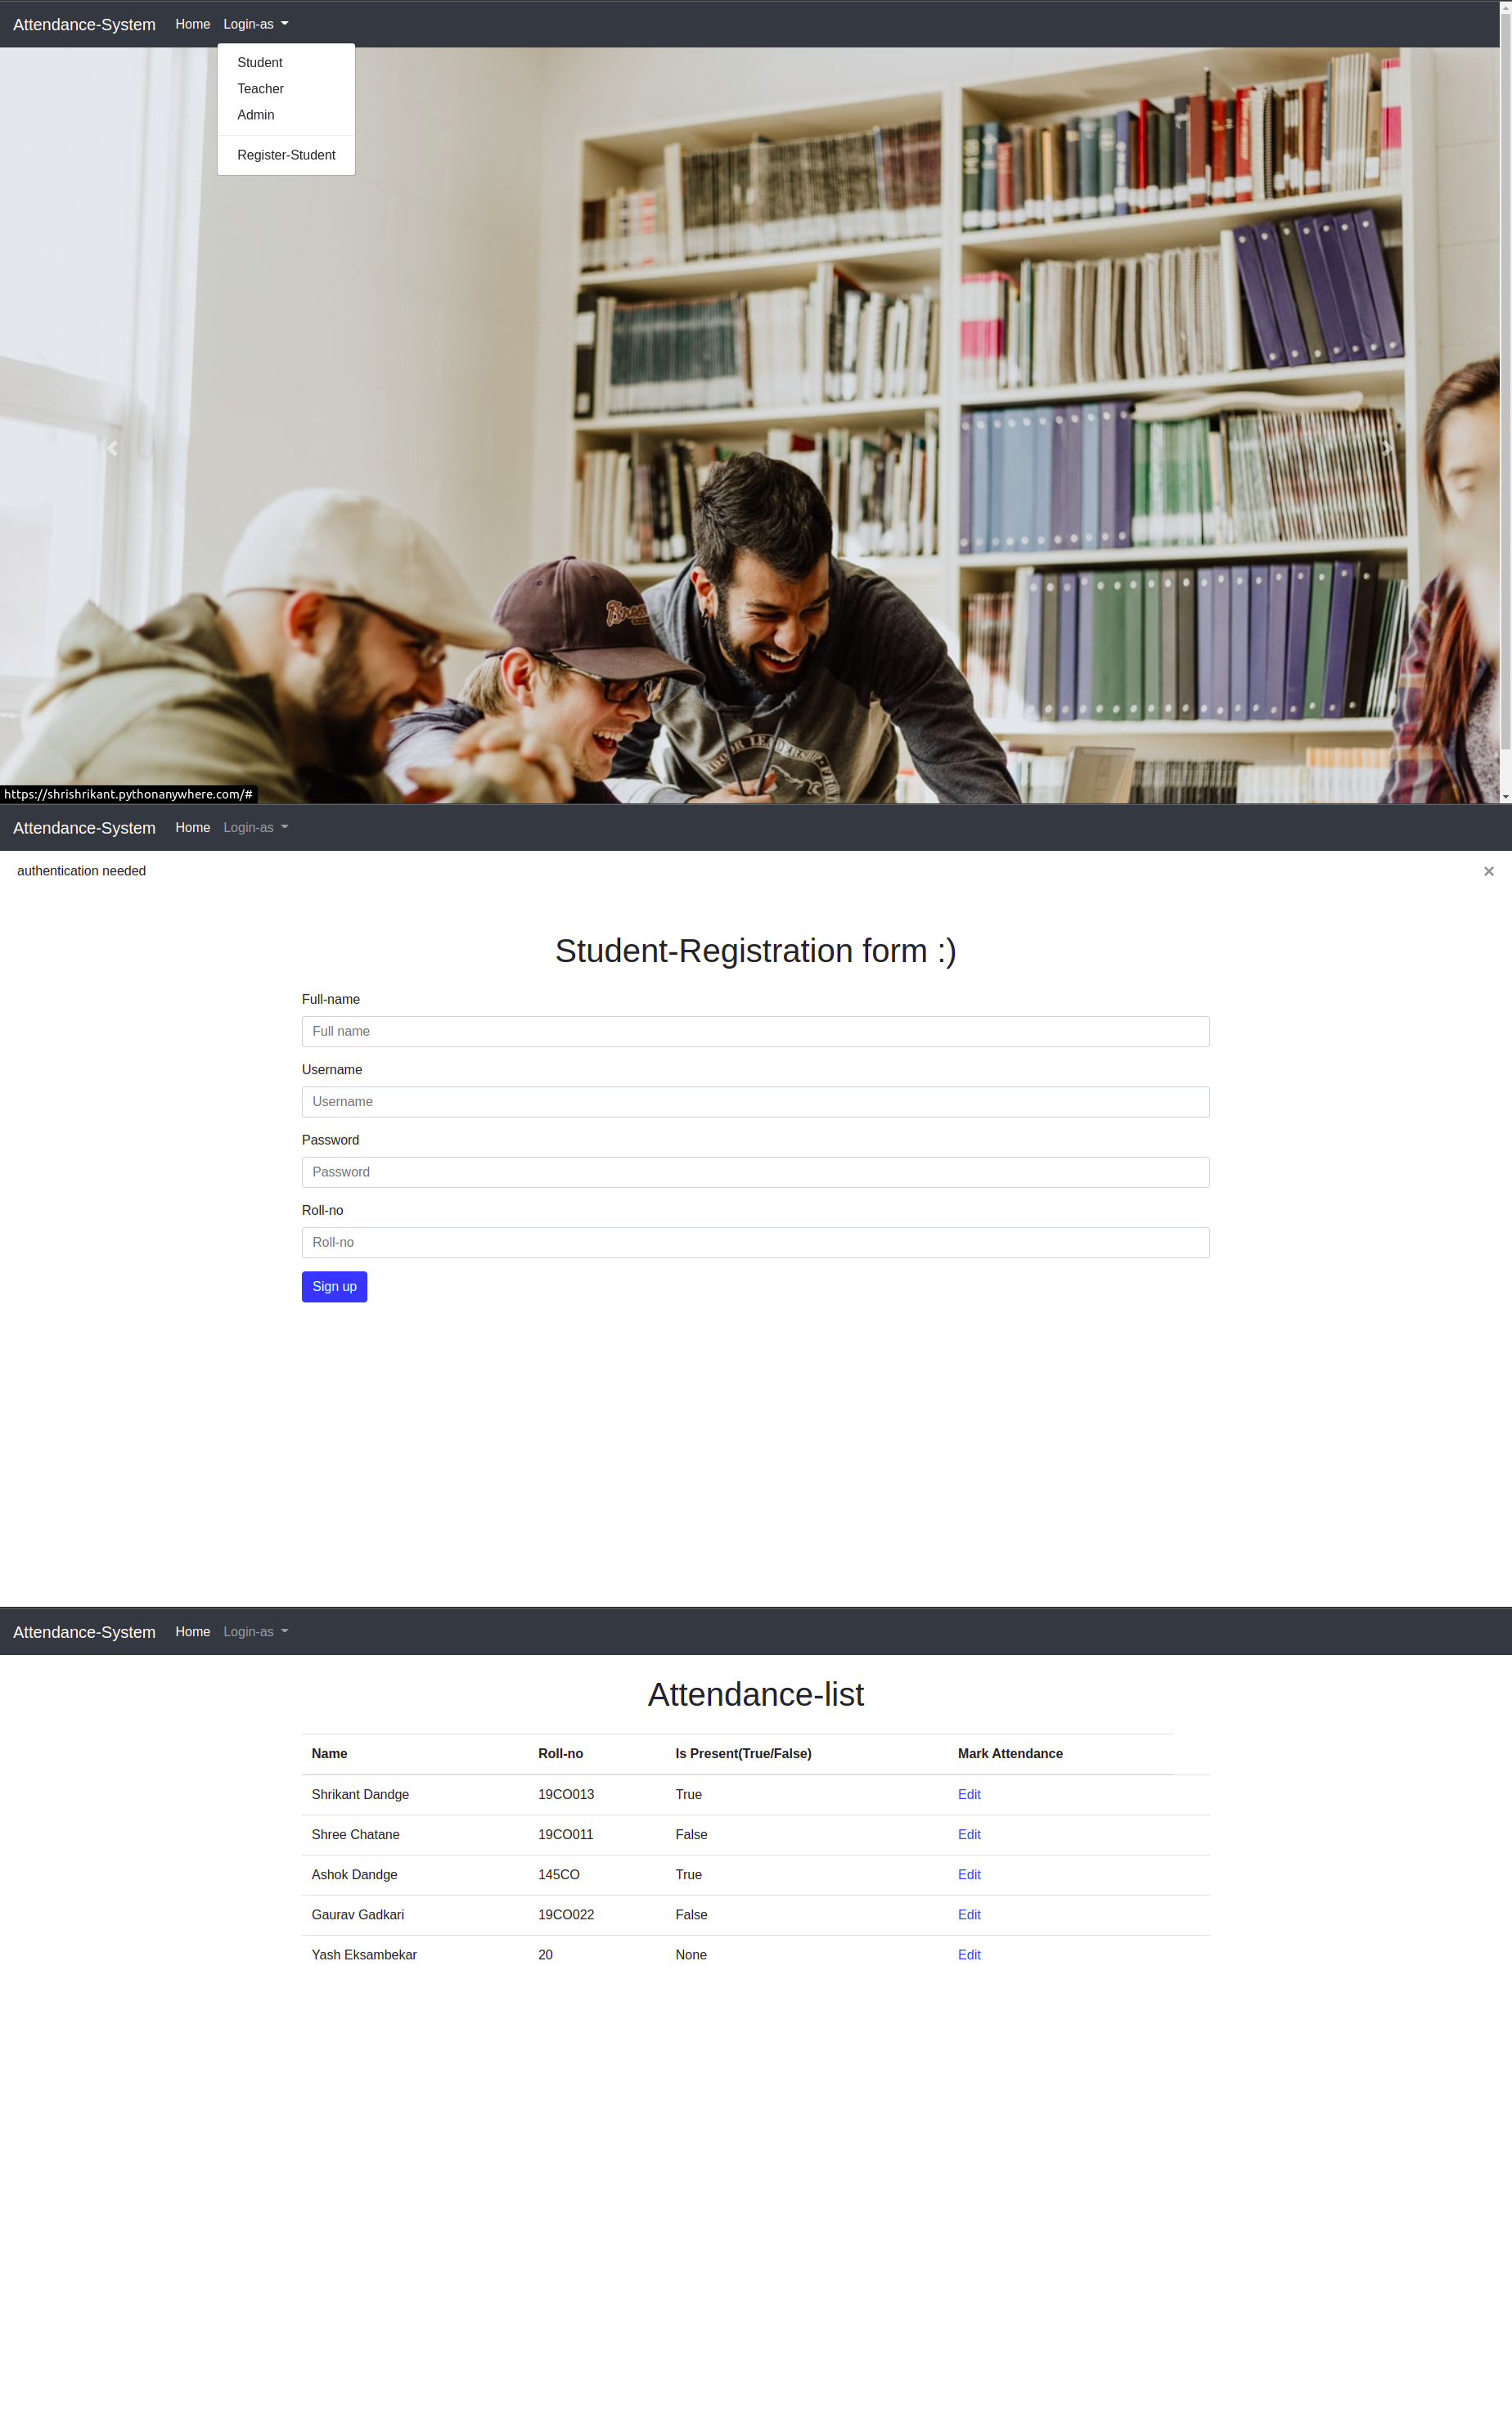 Attendance-System Home Login-as
Student
Teacher
Admin
Register-Student
https://shrishrikant.pythonanywhere.com/#
Attendance-System Home Login-as
authentication needed ×
Student-Registration form :)
Full-name
Full name
Username
Username
Password
Password
Roll-no
Roll-no
Sign up
Attendance-System Home Login-as
Attendance-list
Name Roll-no Is Present(True/False) Mark Attendance
Shrikant Dandge 19CO013 True Edit
Shree Chatane 19CO011 False Edit
Ashok Dandge 145CO True Edit
Gaurav Gadkari 19CO022 False Edit
Yash Eksambekar 20 None Edit